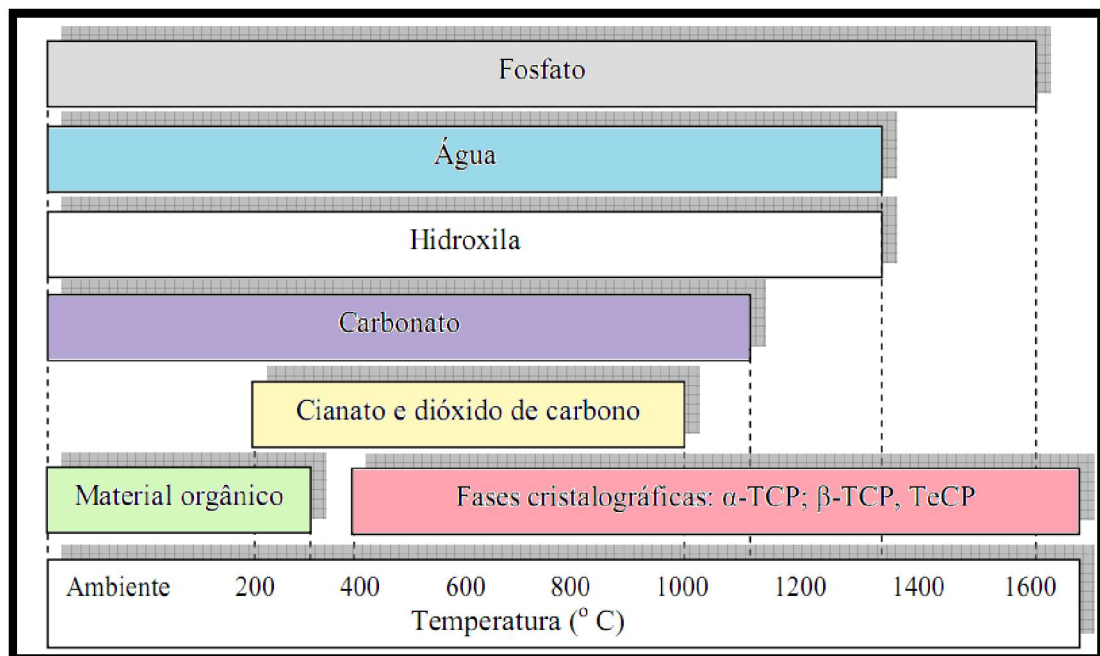 Fosfato
Água
Hidroxila
Carbonato
Cianato e dióxido de carbono
Material orgânico
Fases cristalográficas: α-TCP; β-TCP, TeCP
Ambiente 200 400 600 800 1000 1200 1400 1600
Temperatura (° C)